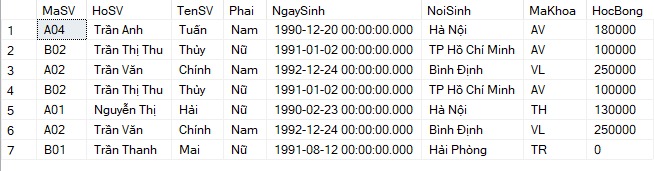 MaSV HoSV TenSV Phai NgaySinh NoiSinh MaKhoa HocBong
1 A04 Trần Anh Tuấn Nam 1990-12-20 00:00:00.000 Hà Nội AV 180000
2 B02 Trần Thị Thu Thủy Nữ 1991-01-02 00:00:00.000 TP Hồ Chí Minh AV 100000
3 A02 Trần Văn Chính Nam 1992-12-24 00:00:00.000 Bình Định VL 250000
4 B02 Trần Thị Thu Thủy Nữ 1991-01-02 00:00:00.000 TP Hồ Chí Minh AV 100000
5 A01 Nguyễn Thị Hải Nữ 1990-02-23 00:00:00.000 Hà Nội TH 130000
6 A02 Trần Văn Chính Nam 1992-12-24 00:00:00.000 Bình Định VL 250000
7 B01 Trần Thanh Mai Nữ 1991-08-12 00:00:00.000 Hải Phòng TR 0